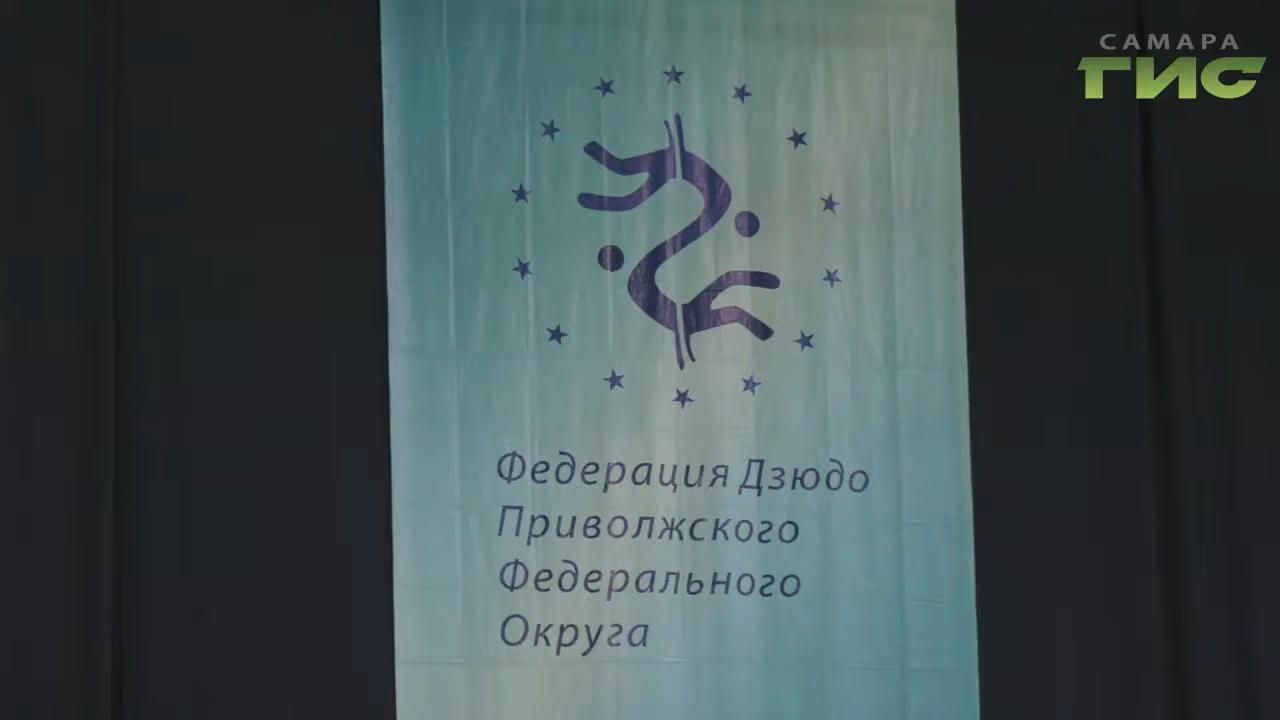 САМАРА
ГИС
Федерация Дзюдо
Приволжского
Федерального
Округа